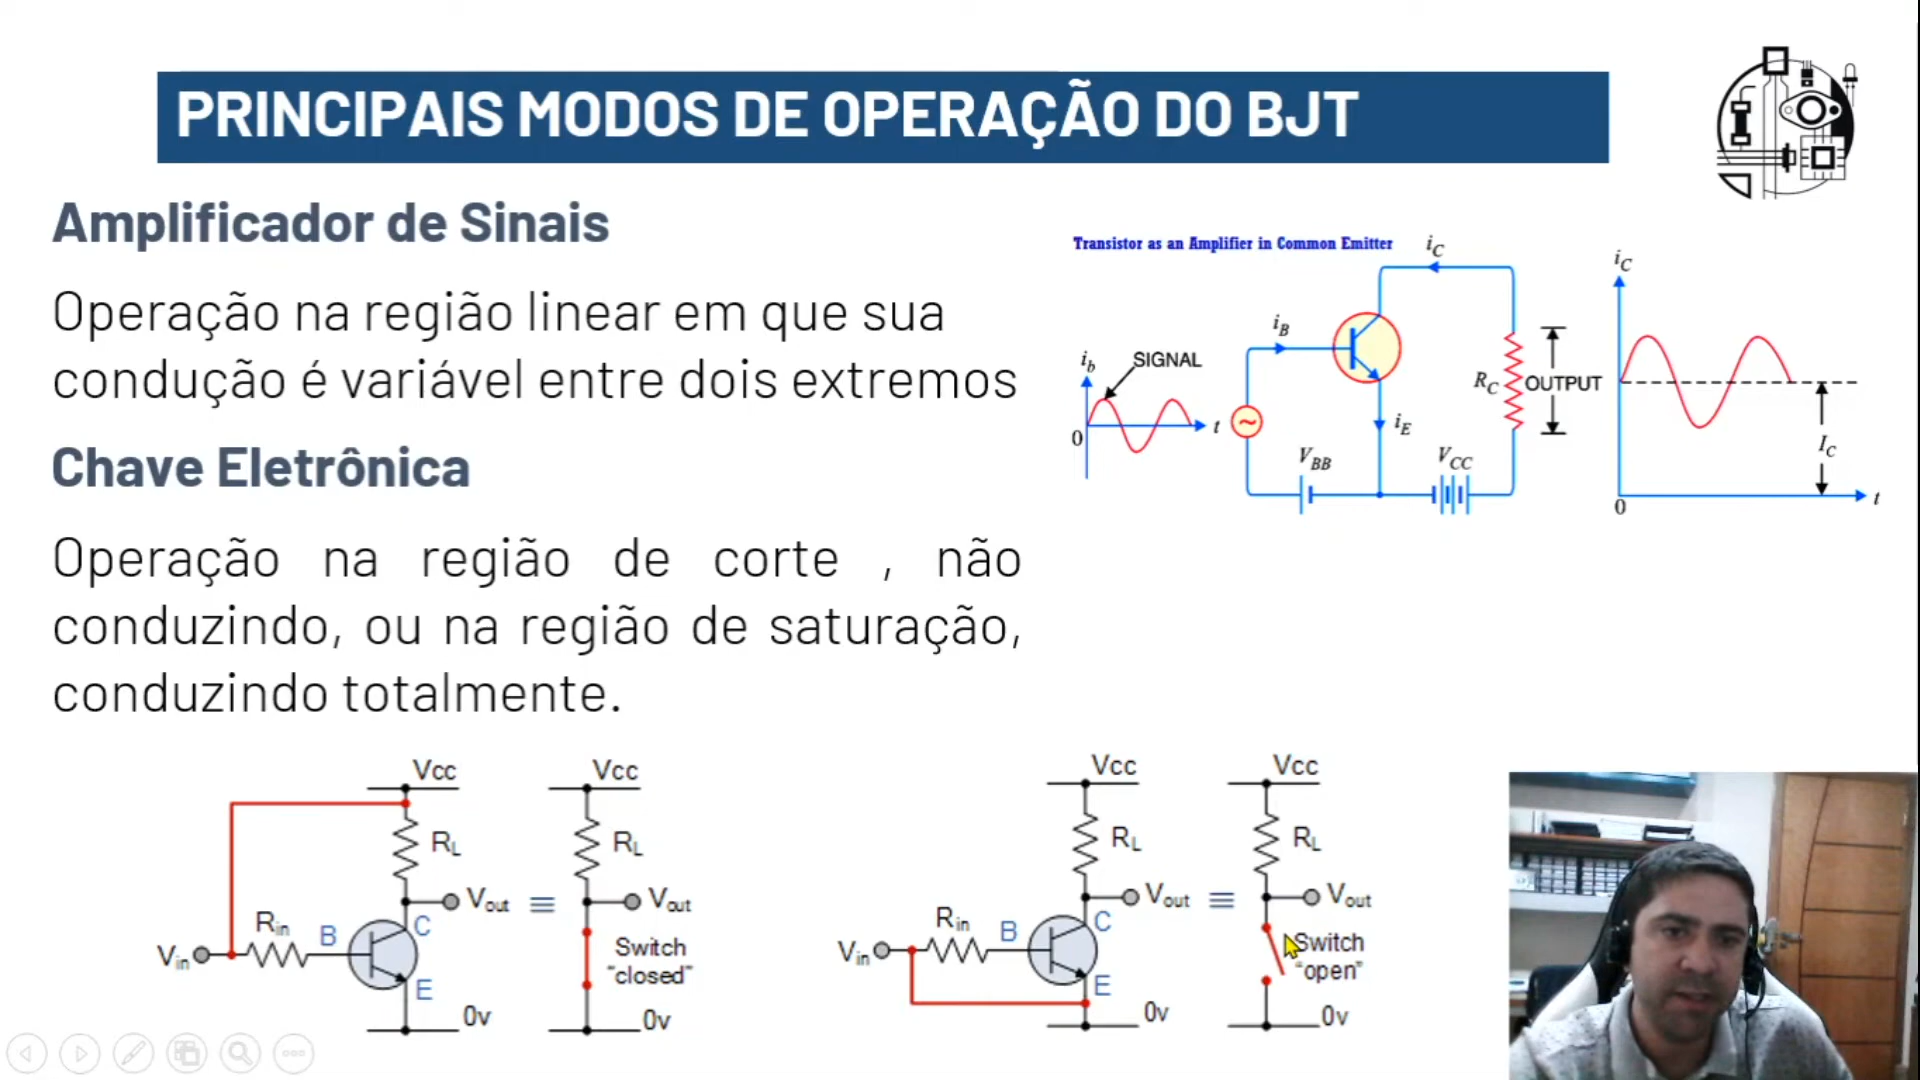 PRINCIPAIS MODOS DE OPERAÇÃO DO BJT
Amplificador de Sinais
Operação na região linear em que sua
condução é variável entre dois extremos
Chave Eletrônica
Operação na região de corte , não
conduzindo, ou na região de saturação,
conduzindo totalmente.
Transistor as an Amplifier in Common Emitter
iC
iB
ib
SIGNAL
0
t
iE
VBB
VCC
RC
OUTPUT
iC
IC
0
t
Vcc
RL
Vout
Rin
B
C
Vin
E
0v
≡
Vcc
RL
Vout
Switch
"closed"
0v
Vcc
RL
Vout
Rin
B
C
Vin
E
0v
≡
Vcc
RL
Vout
Switch
"open"
0v